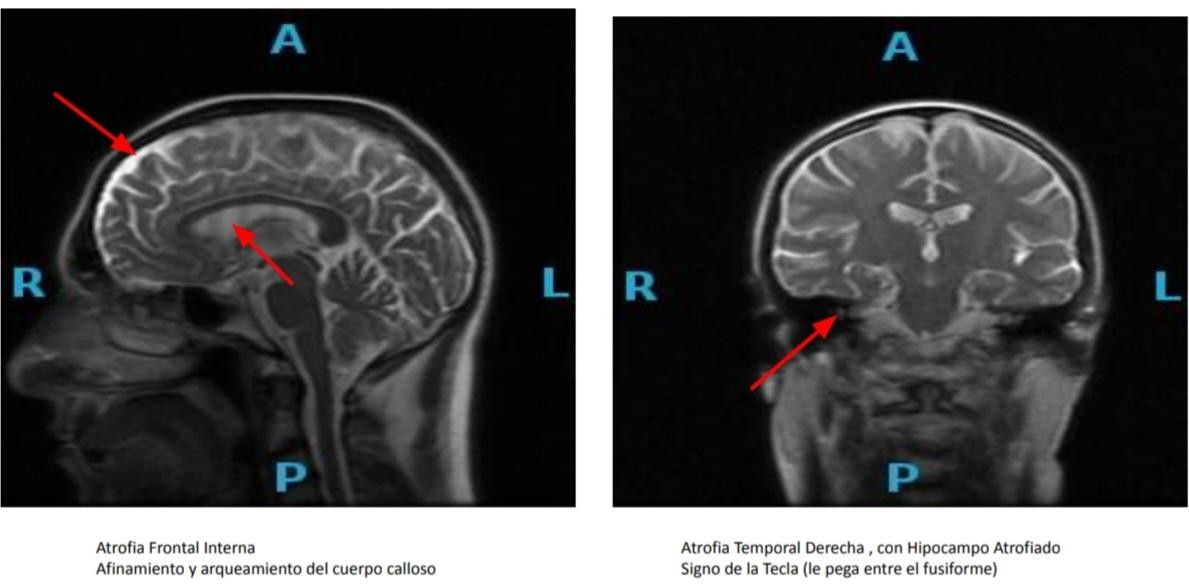 A
R
L
P
A
R
L
P
Atrofia Frontal Interna
Afinamiento y arqueamiento del cuerpo calloso
Atrofia Temporal Derecha , con Hipocampo Atrofiado
Signo de la Tecla (le pega entre el fusiforme)